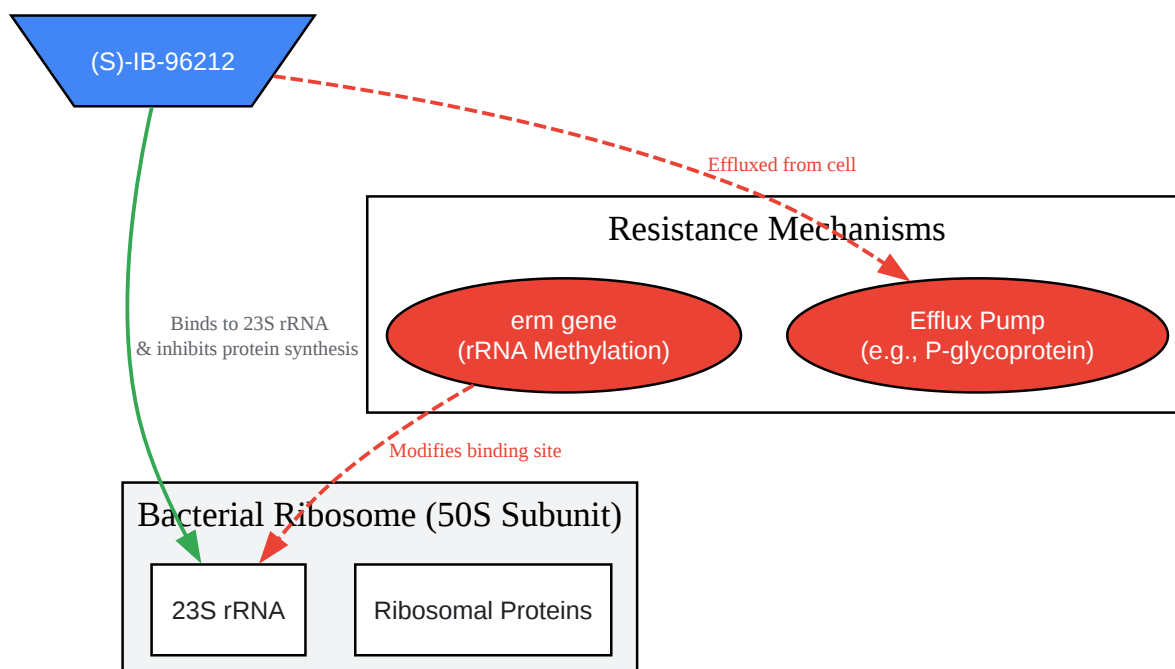 (S)-IB-96212
Effluxed from cell
Resistance Mechanisms
erm gene
(rRNA Methylation)
Efflux Pump
(e.g., P-glycoprotein)
Binds to 23S rRNA
& inhibits protein synthesis
Modifies binding site
Bacterial Ribosome (50S Subunit)
23S rRNA
Ribosomal Proteins